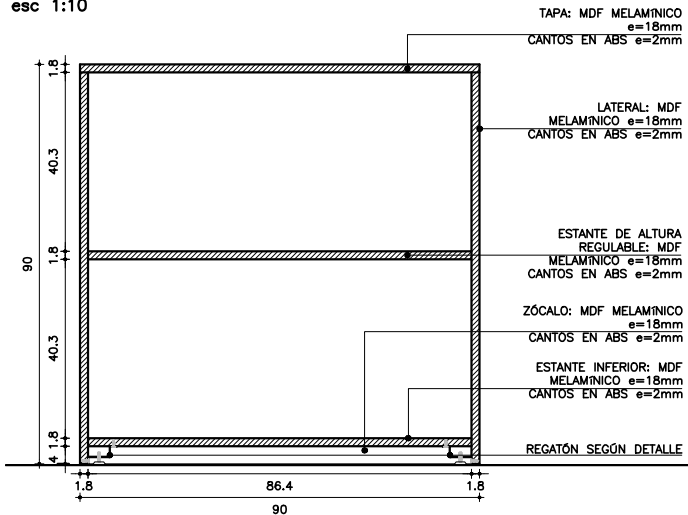 esc 1:10
TAPA: MDF MELAMÍNICO
e=18mm
CANTOS EN ABS e=2mm
LATERAL: MDF
MELAMÍNICO e=18mm
CANTOS EN ABS e=2mm
ESTANTE DE ALTURA
REGULABLE: MDF
MELAMÍNICO e=18mm
CANTOS EN ABS e=2mm
ZÓCALO: MDF MELAMÍNICO
e=18mm
CANTOS EN ABS e=2mm
ESTANTE INFERIOR: MDF
MELAMÍNICO e=18mm
CANTOS EN ABS e=2mm
REGATÓN SEGÚN DETALLE
1.8
40.3
1.8
40.3
1.8
4
90
1.8
86.4
1.8
90